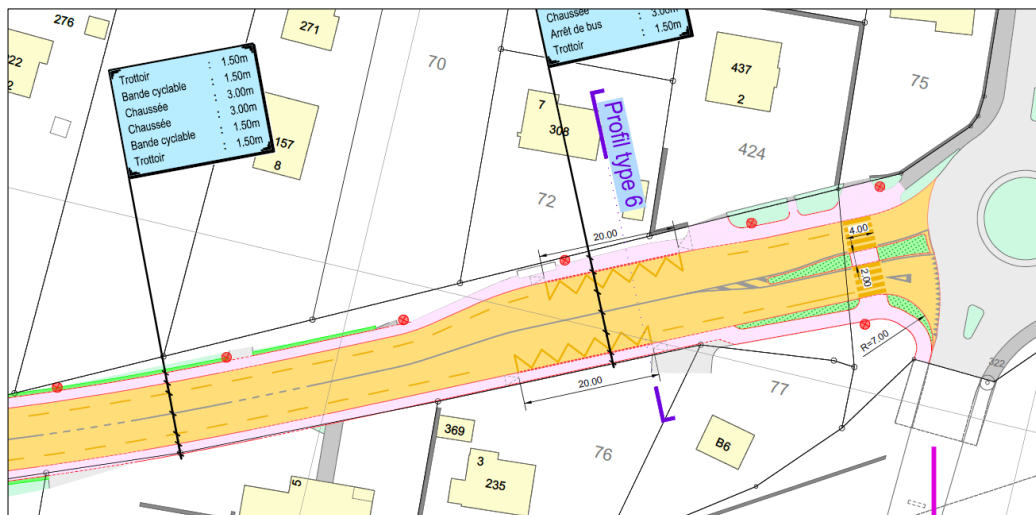 276
271
Chaussée : 3.00m
Arrêt de bus : 3.00m
Trottoir : 1.50m
70
437
2
75
Trottoir : 1.50m
Bande cyclable : 1.50m
Chaussée : 3.00m
Chaussée : 3.00m
Bande cyclable : 1.50m
Trottoir : 1.50m
157
8
7
308
Profil type 6
424
72
20.00
4.00
2.00
R=7.00
20.00
77
322
369
76
B6
3
235
5